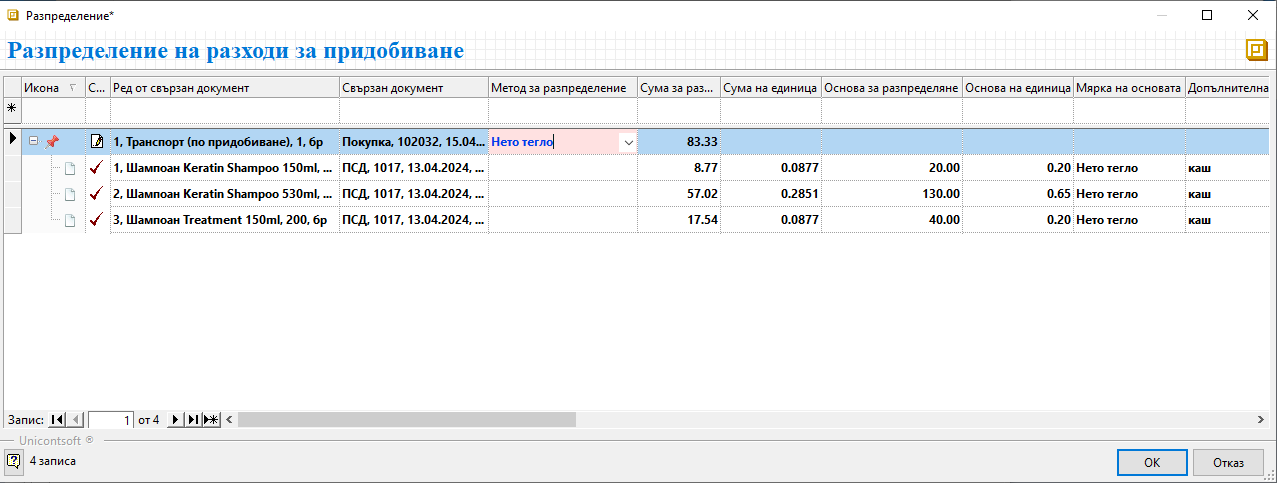 Разпределение*
Разпределение на разходи за придобиване
Икона С... Ред от свързан документ Свързан документ Метод за разпределение Сума за раз... Сума на единица Основа за разпределяне Основа на единица Мярка на основата Допълнителна
1, Транспорт (по придобиване), 1, бр Покупка, 102032, 15.04... Нето тегло 83.33
1, Шампоан Keratin Shampoo 150ml, ... ПСД, 1017, 13.04.2024, ... 8.77 0.0877 20.00 0.20 Нето тегло каш
2, Шампоан Keratin Shampoo 530ml, ... ПСД, 1017, 13.04.2024, ... 57.02 0.2851 130.00 0.65 Нето тегло каш
3, Шампоан Treatment 150ml, 200, бр ПСД, 1017, 13.04.2024, ... 17.54 0.0877 40.00 0.20 Нето тегло каш
Запис: 1 от 4
Unicontsoft ®
4 записа OK Отказ